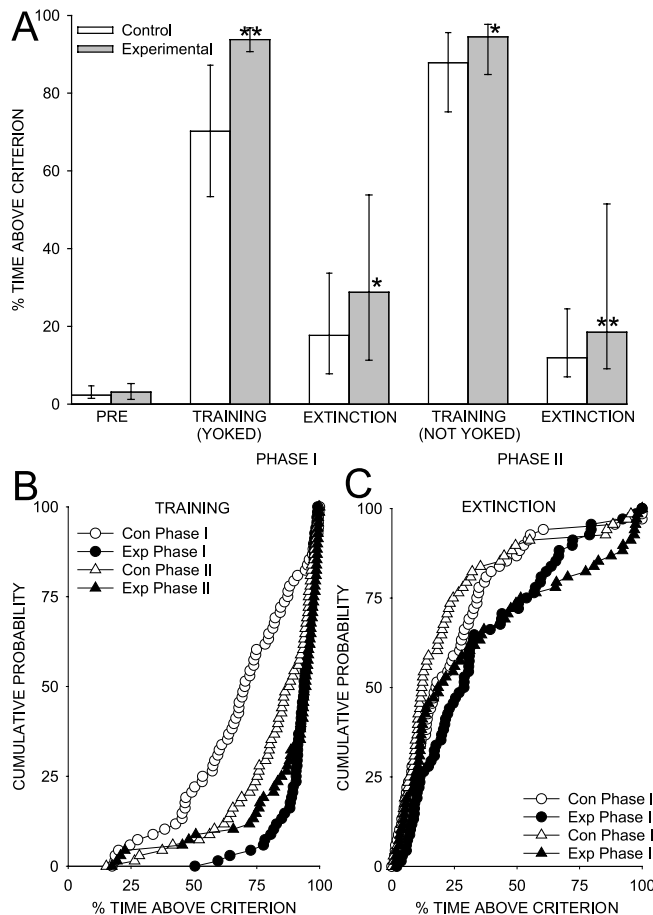 A
Control
Experimental
% TIME ABOVE CRITERION
100
80
60
40
20
0
**
*
*
**
PRE
TRAINING
(YOKED)
EXTINCTION
TRAINING
(NOT YOKED)
EXTINCTION
PHASE I
PHASE II
B
TRAINING
CUMULATIVE PROBABILITY
100
75
50
25
0
Con Phase I
Exp Phase I
Con Phase II
Exp Phase II
0
25
50
75
100
% TIME ABOVE CRITERION
C
EXTINCTION
CUMULATIVE PROBABILITY
100
75
50
25
0
Con Phase I
Exp Phase I
Con Phase I
Exp Phase I
0
25
50
75
100
% TIME ABOVE CRITERION